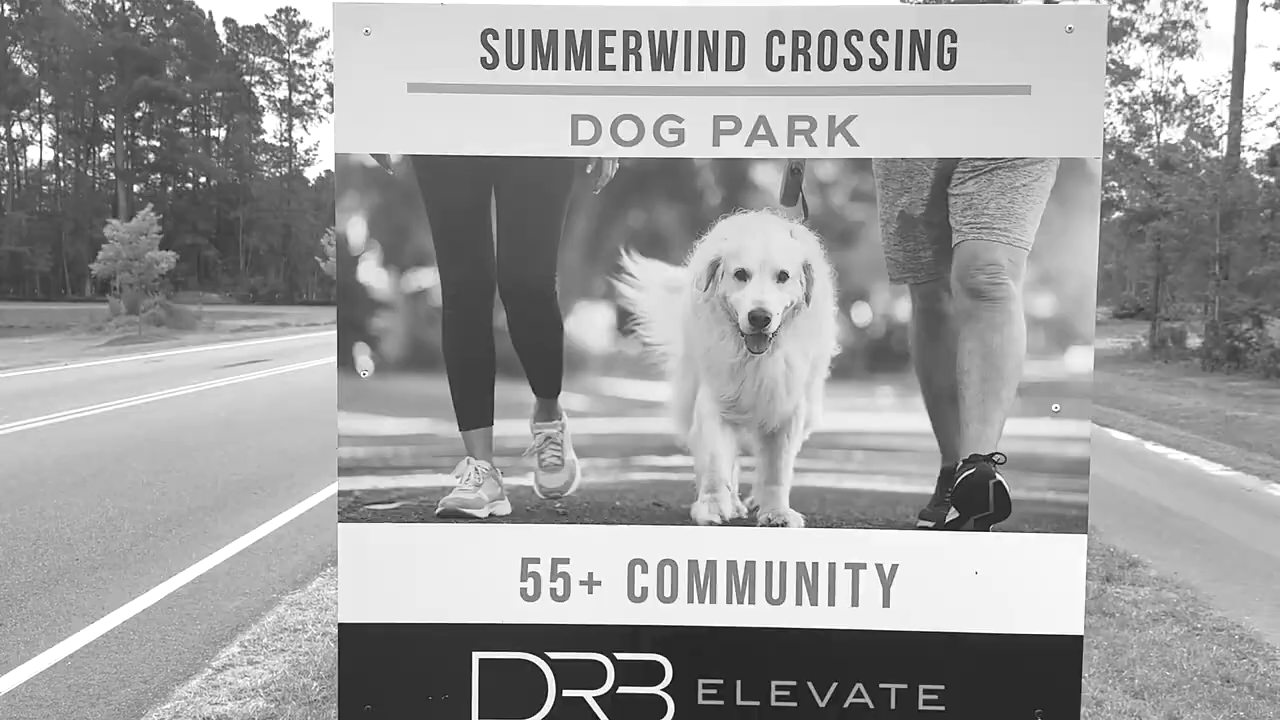 SUMMERWIND CROSSING
DOG PARK
55+ COMMUNITY
DRB ELEVATE